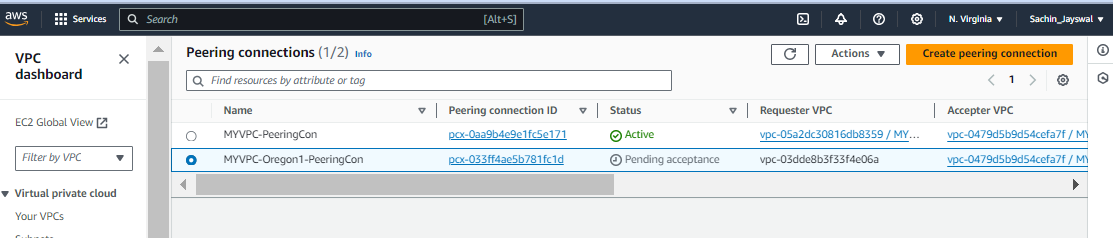 aws Services Search [Alt+S] N. Virginia Sachin_Jayswal
VPC dashboard
EC2 Global View
Filter by VPC
Virtual private cloud
Your VPCs
Peering connections (1/2) Info Actions Create peering connection
Find resources by attribute or tag 1
Name Peering connection ID Status Requester VPC Accepter VPC
MYVPC-PeeringCon pcx-0aa9b4e9e1fc5e171 Active vpc-05a2dc30816db8359 / MY... vpc-0479d5b9d54cefa7f / MY
MYVPC-Oregon1-PeeringCon pcx-033ff4ae5b781fc1d Pending acceptance vpc-03dde8b3f33f4e06a vpc-0479d5b9d54cefa7f / MY